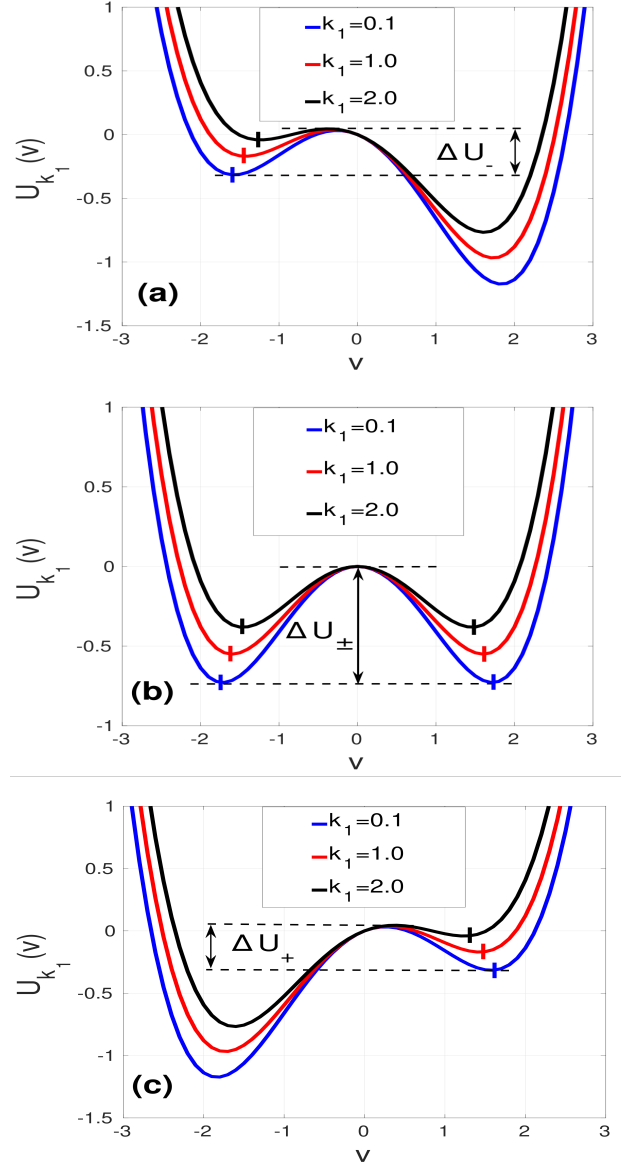 1
0.5
0
-0.5
-1
-1.5
U_{k_1}(v)
k_1=0.1
k_1=1.0
k_1=2.0
Δ U_-
(a)
-3 -2 -1 0 1 2 3
v
1
0.5
0
-0.5
-1
U_{k_1}(v)
k_1=0.1
k_1=1.0
k_1=2.0
Δ U_±
(b)
-3 -2 -1 0 1 2 3
v
1
0.5
0
-0.5
-1
-1.5
U_{k_1}(v)
k_1=0.1
k_1=1.0
k_1=2.0
Δ U_+
(c)
-3 -2 -1 0 1 2 3
v